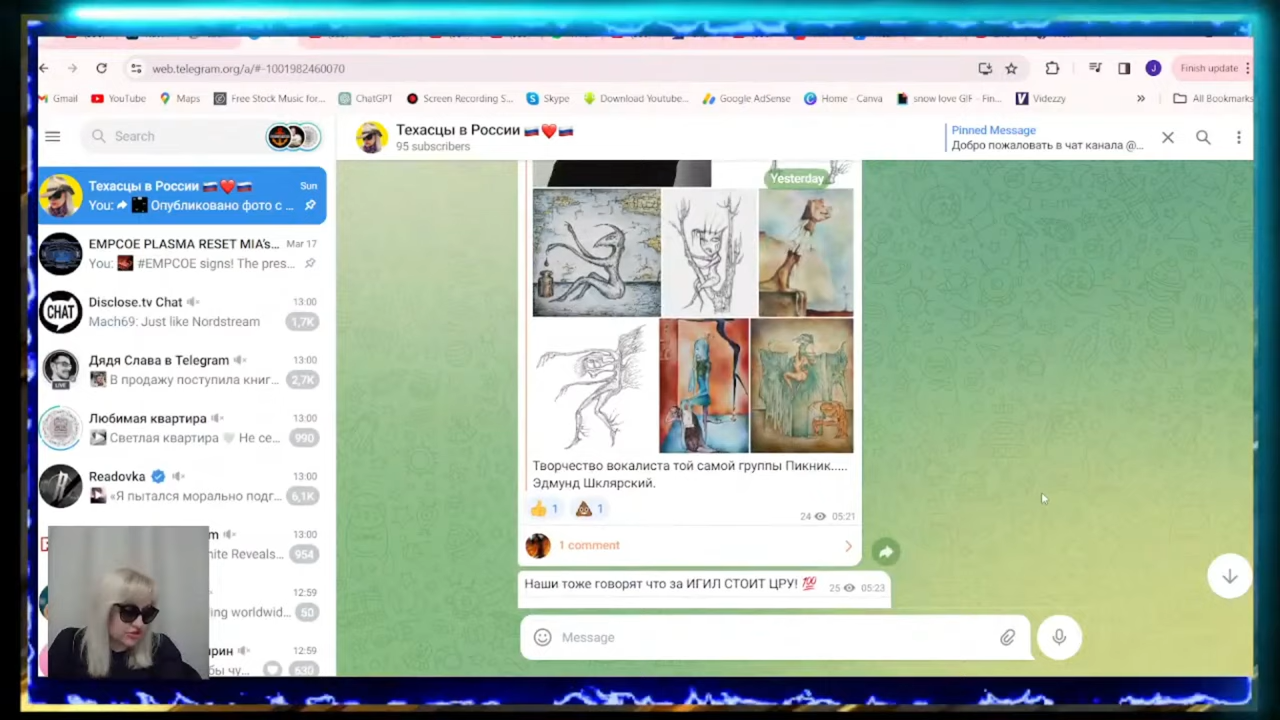 web.telegram.org/a/#-1001982460070
Finish update
Gmail
YouTube
Maps
Free Stock Music for...
ChatGPT
Screen Recording S...
Skype
Download Youtube...
Google AdSense
Home - Canva
snow love GIF - Fin...
Videzzy
»
All Bookmarks
Search
Техасцы в России 🇷🇺❤️🇷🇺
95 subscribers
Pinned Message
Добро пожаловать в чат канала @...
Техасцы в России 🇷🇺❤️🇷🇺 Sun
You: Опубликовано фото с ...
EMPCOE PLASMA RESET MIA's... Mar 17
You: #EMPCOE signs! The pres...
Disclose.tv Chat 13:00
Mach69: Just like Nordstream 1,7K
CHAT
Дядя Слава в Telegram 13:00
В продажу поступила книг... 2,7K
LIVE
Любимая квартира 13:00
Светлая квартира 🤍 Не се... 990
Readovka 13:00
«Я пытался морально подг... 6,1K
m 13:00
ite Reveals... 954
12:59
ing worldwid... 50
рин 12:59
бы чу... 630
Yesterday
Творчество вокалиста той самой группы Пикник.....
Эдмунд Шклярский.
👍 1 💩 1
24 05:21
1 comment
Наши тоже говорят что за ИГИЛ СТОИТ ЦРУ! 💯 25 05:23
Message